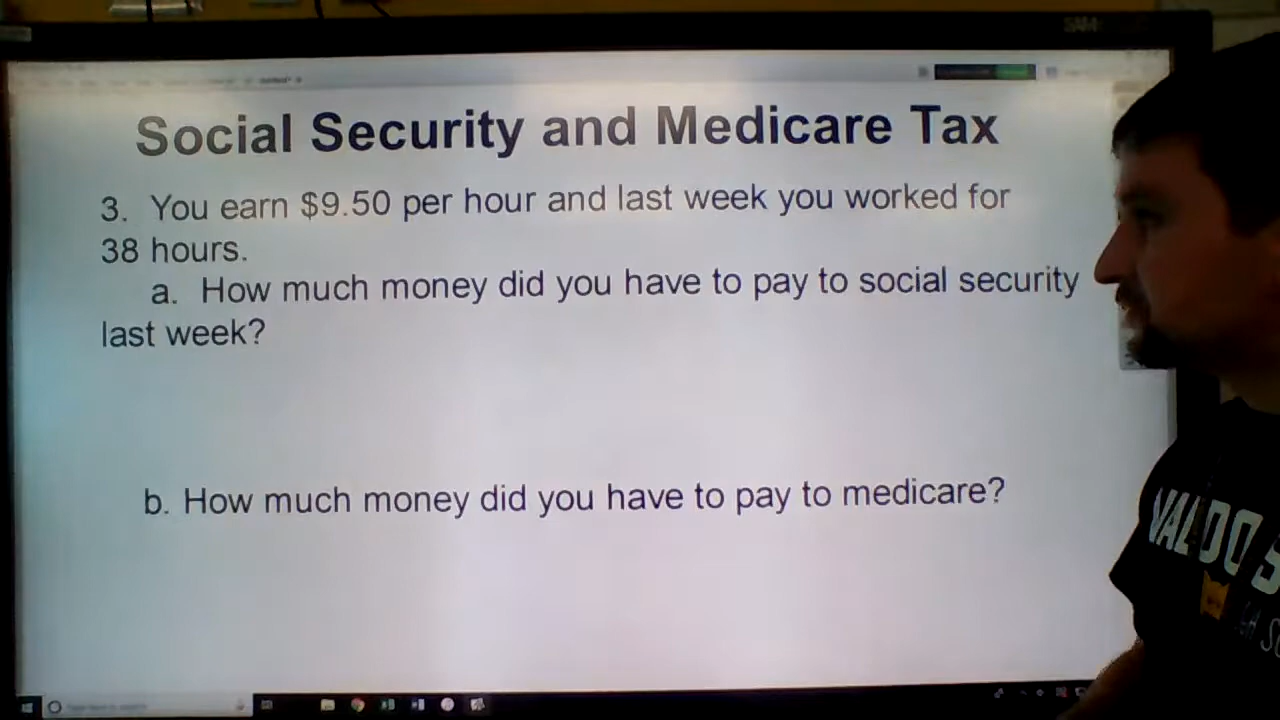 Social Security and Medicare Tax
3. You earn $9.50 per hour and last week you worked for
38 hours.
a. How much money did you have to pay to social security
last week?
b. How much money did you have to pay to medicare?